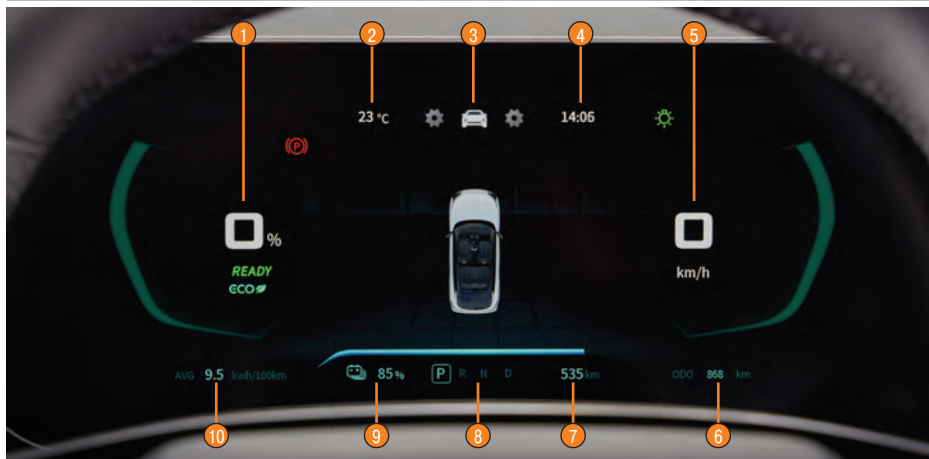 1 2 3 4 5
23 °C 14:06
(P)
0 % 0
READY km/h
ECO
AVG 9.5 kwh/100km 85% P R N D 535 km ODO 868 km
10 9 8 7 6